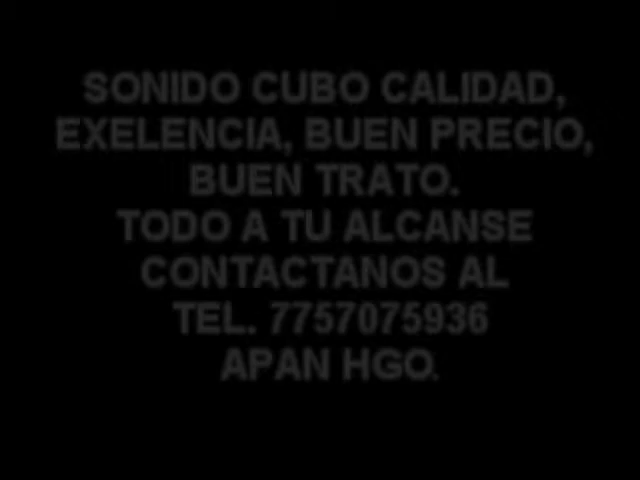 SONIDO CUBO CALIDAD,
EXELENCIA, BUEN PRECIO,
BUEN TRATO.
TODO A TU ALCANSE
CONTACTANOS AL
TEL. 7757075936
APAN HGO.